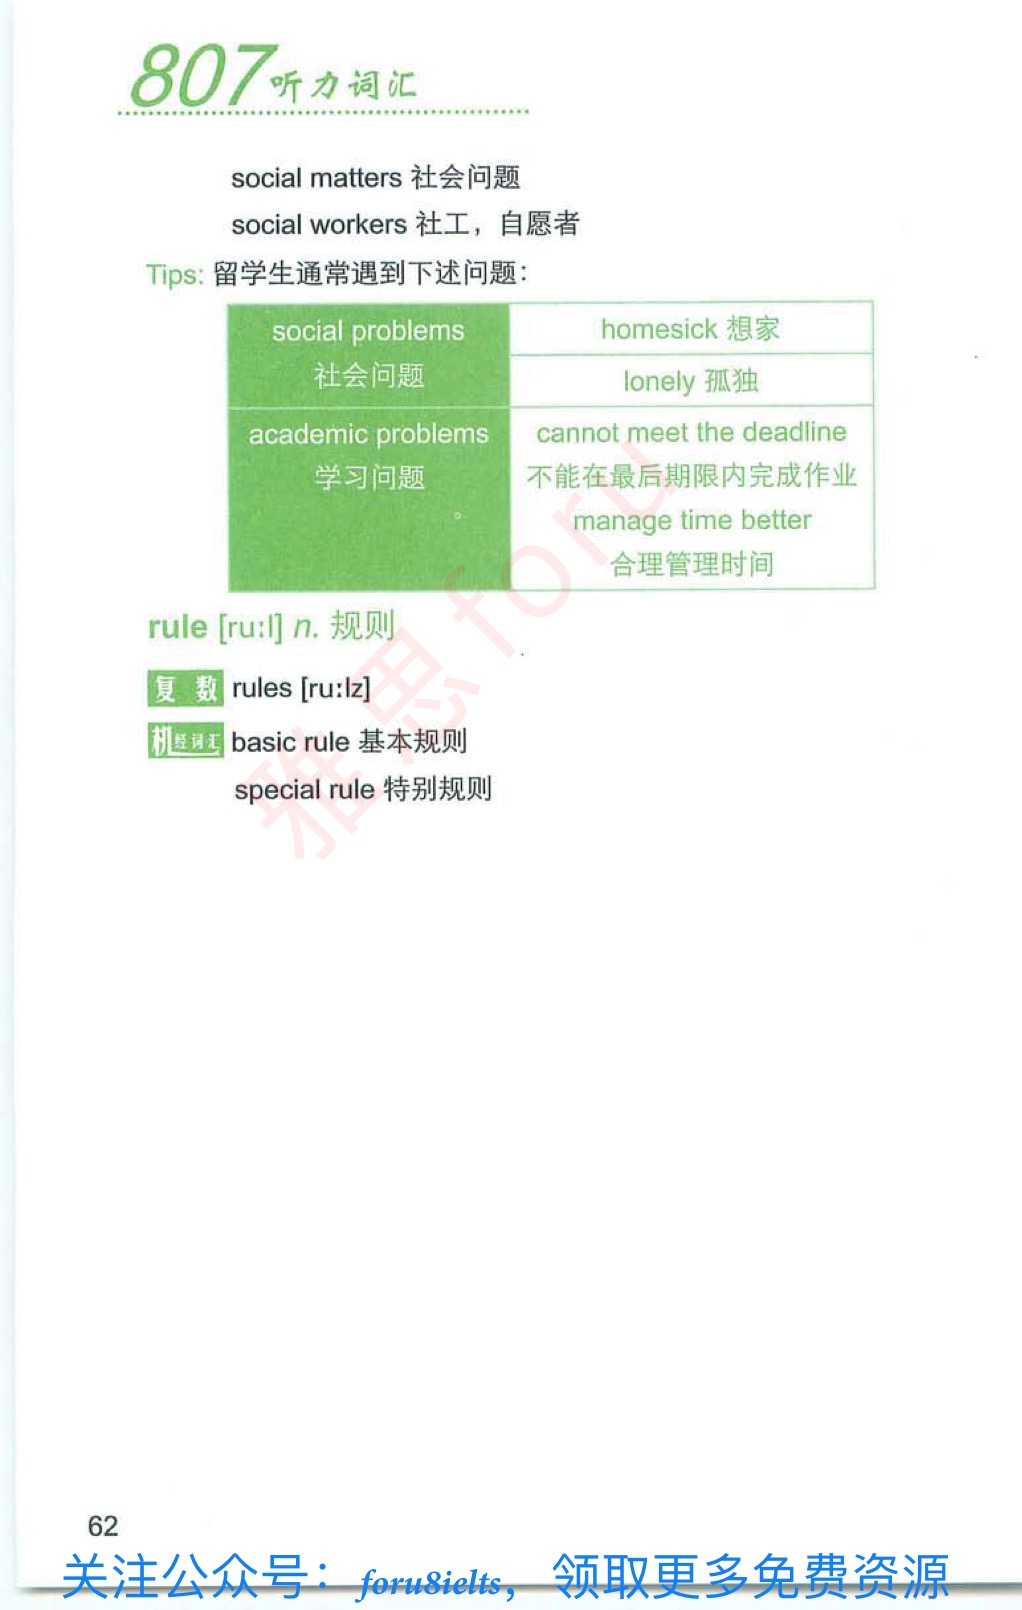 807听力词汇
social matters 社会问题
social workers 社工，自愿者
Tips: 留学生通常遇到下述问题：
social problems
社会问题
homesick 想家
lonely 孤独
academic problems
学习问题
cannot meet the deadline
不能在最后期限内完成作业
manage time better
合理管理时间
rule [ruːl] n. 规则
复数 rules [ruːlz]
机经词汇 basic rule 基本规则
special rule 特别规则
雅思foru
62
关注公众号：foru8ielts，领取更多免费资源